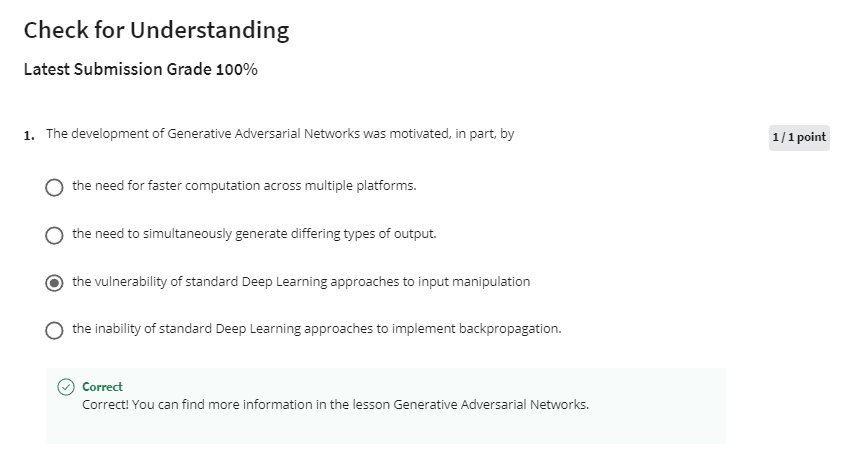 Check for Understanding
Latest Submission Grade 100%
1. The development of Generative Adversarial Networks was motivated, in part, by
1 / 1 point
the need for faster computation across multiple platforms.
the need to simultaneously generate differing types of output.
the vulnerability of standard Deep Learning approaches to input manipulation
the inability of standard Deep Learning approaches to implement backpropagation.
Correct
Correct! You can find more information in the lesson Generative Adversarial Networks.